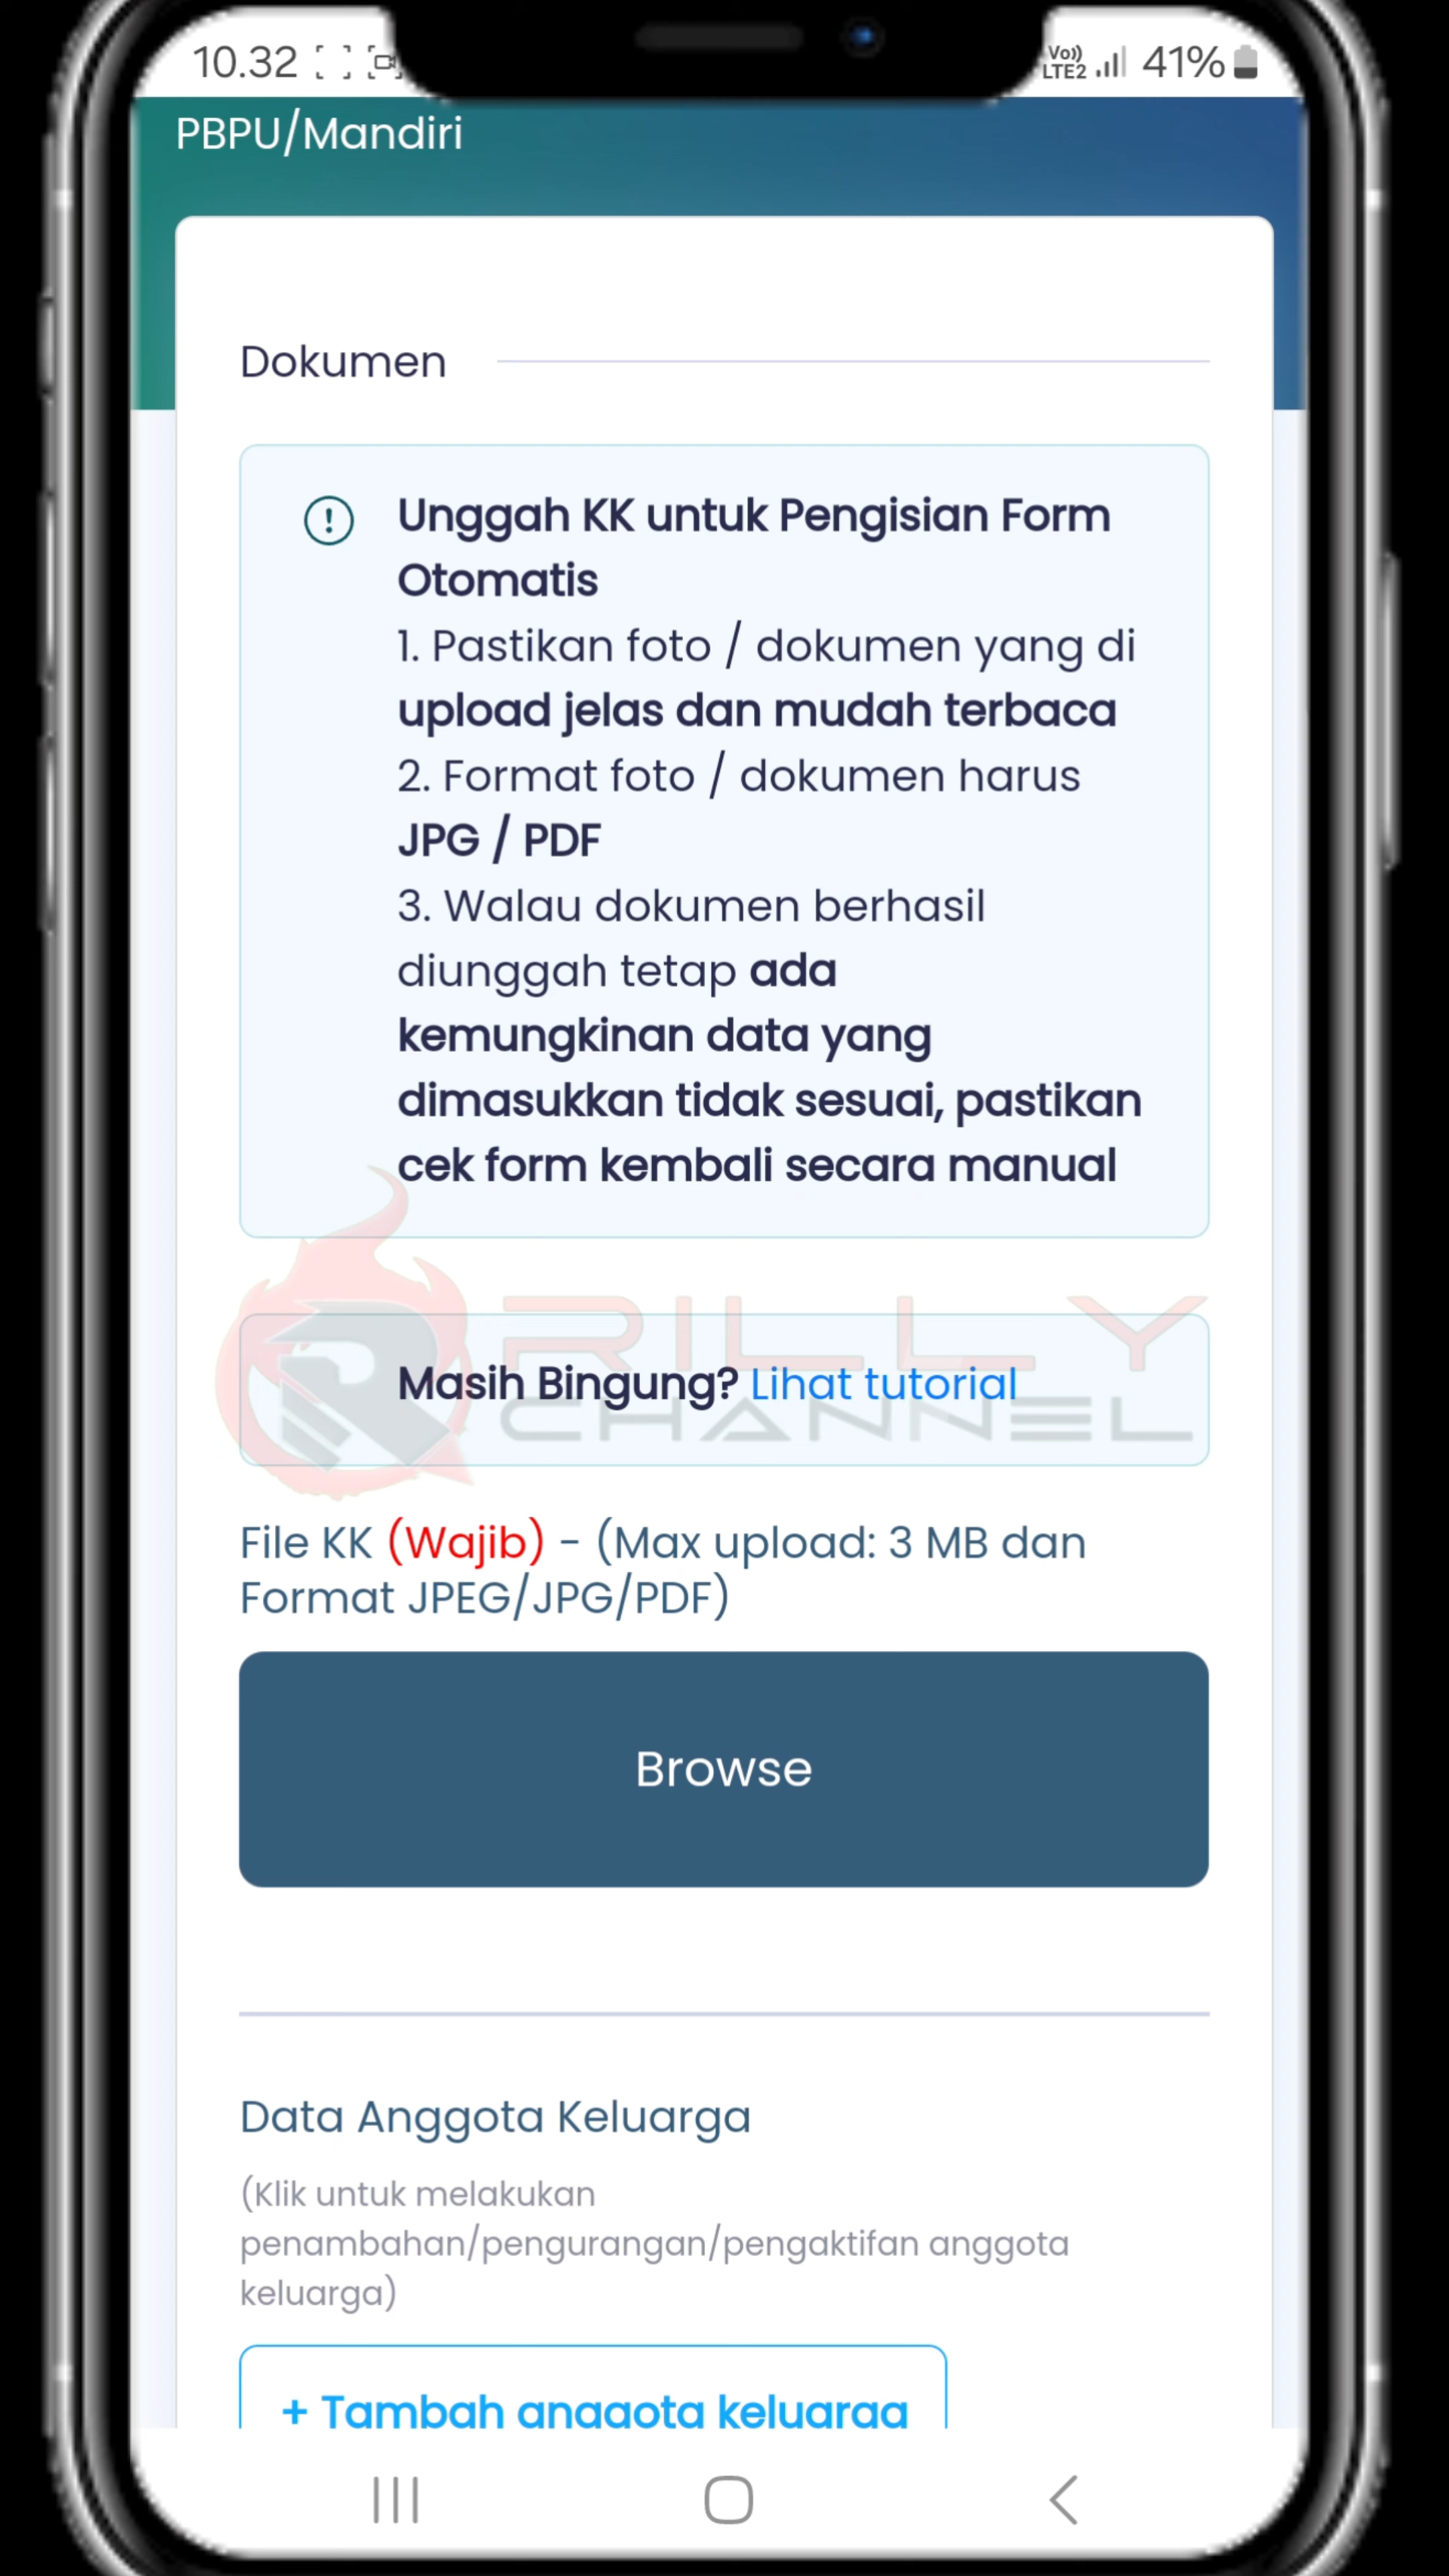 10.32
Vo))
LTE2
41%
PBPU/Mandiri
Dokumen
Unggah KK untuk Pengisian Form
Otomatis
1. Pastikan foto / dokumen yang di
upload jelas dan mudah terbaca
2. Format foto / dokumen harus
JPG / PDF
3. Walau dokumen berhasil
diunggah tetap ada
kemungkinan data yang
dimasukkan tidak sesuai, pastikan
cek form kembali secara manual
RILLY
Masih Bingung? Lihat tutorial
CHANNEL
File KK (Wajib) - (Max upload: 3 MB dan
Format JPEG/JPG/PDF)
Browse
Data Anggota Keluarga
(Klik untuk melakukan
penambahan/pengurangan/pengaktifan anggota
keluarga)
+ Tambah anggota keluarga